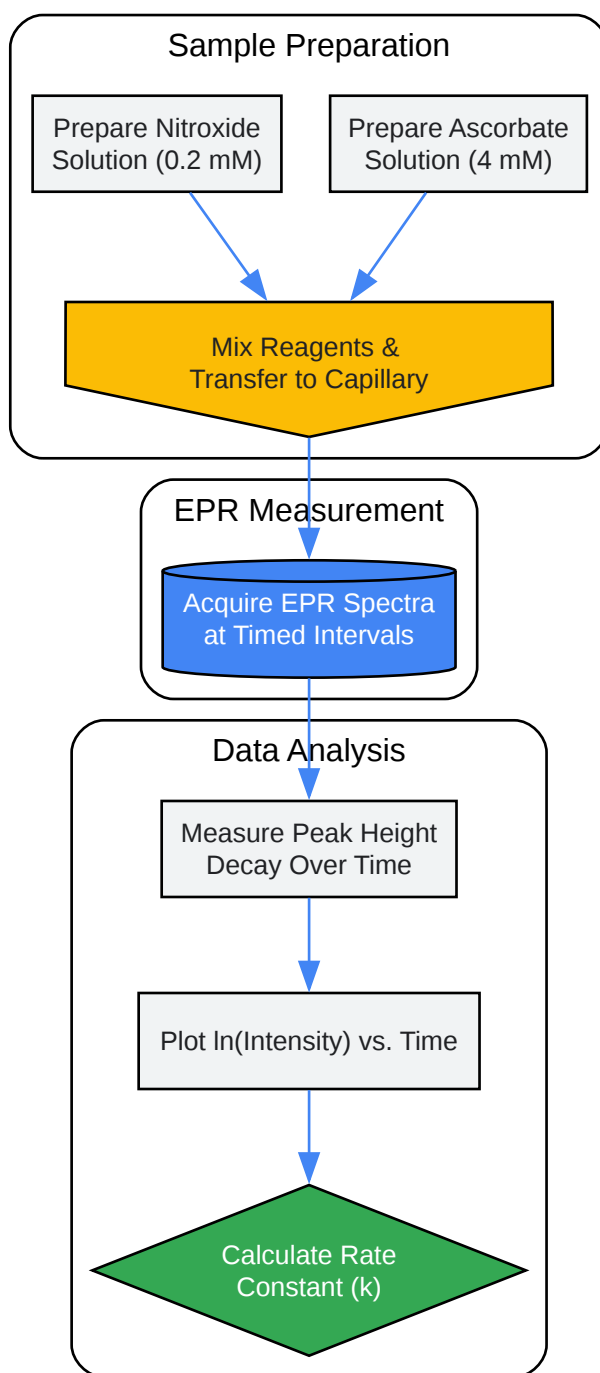 Sample Preparation
Prepare Nitroxide
Solution (0.2 mM)
Prepare Ascorbate
Solution (4 mM)
Mix Reagents &
Transfer to Capillary
EPR Measurement
Acquire EPR Spectra
at Timed Intervals
Data Analysis
Measure Peak Height
Decay Over Time
Plot ln(Intensity) vs. Time
Calculate Rate
Constant (k)